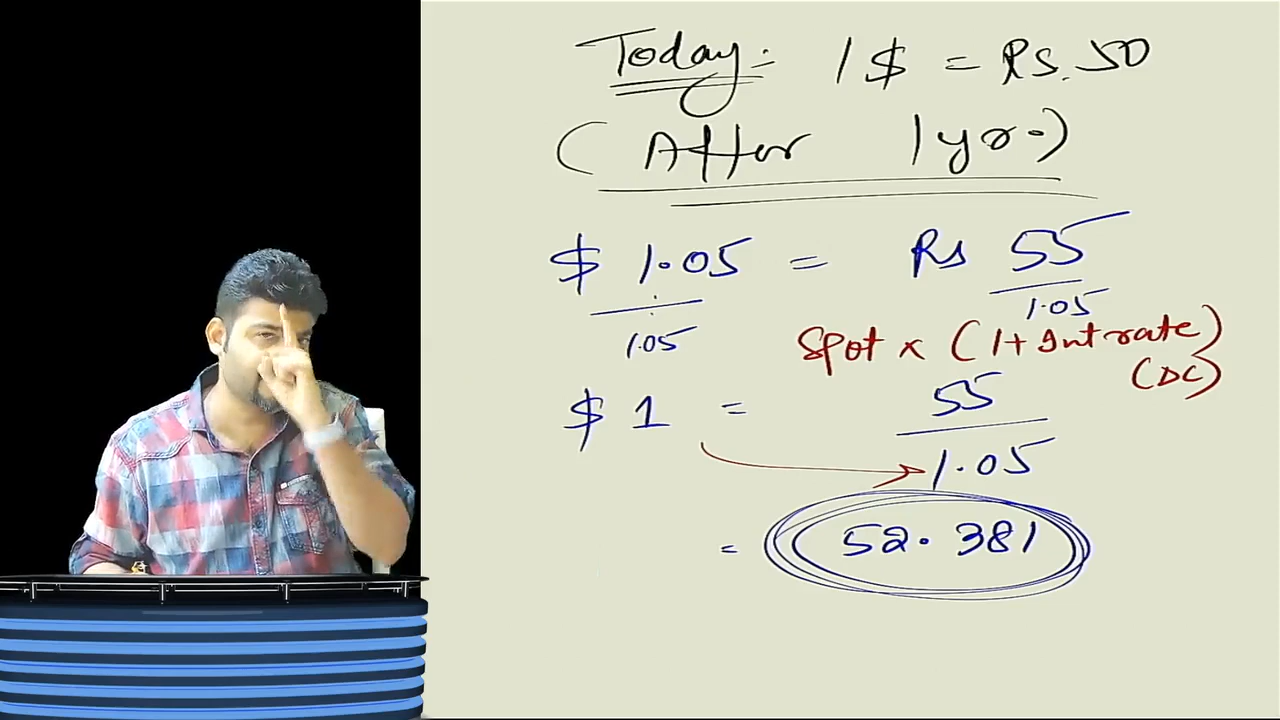 Today:- 1 $ = Rs. 50
(After 1yr.)
$ 1.05 = Rs 55
1.05 1.05
Spot × (1+Int rate)
(DC)
$ 1 = 55
1.05
= 52.381